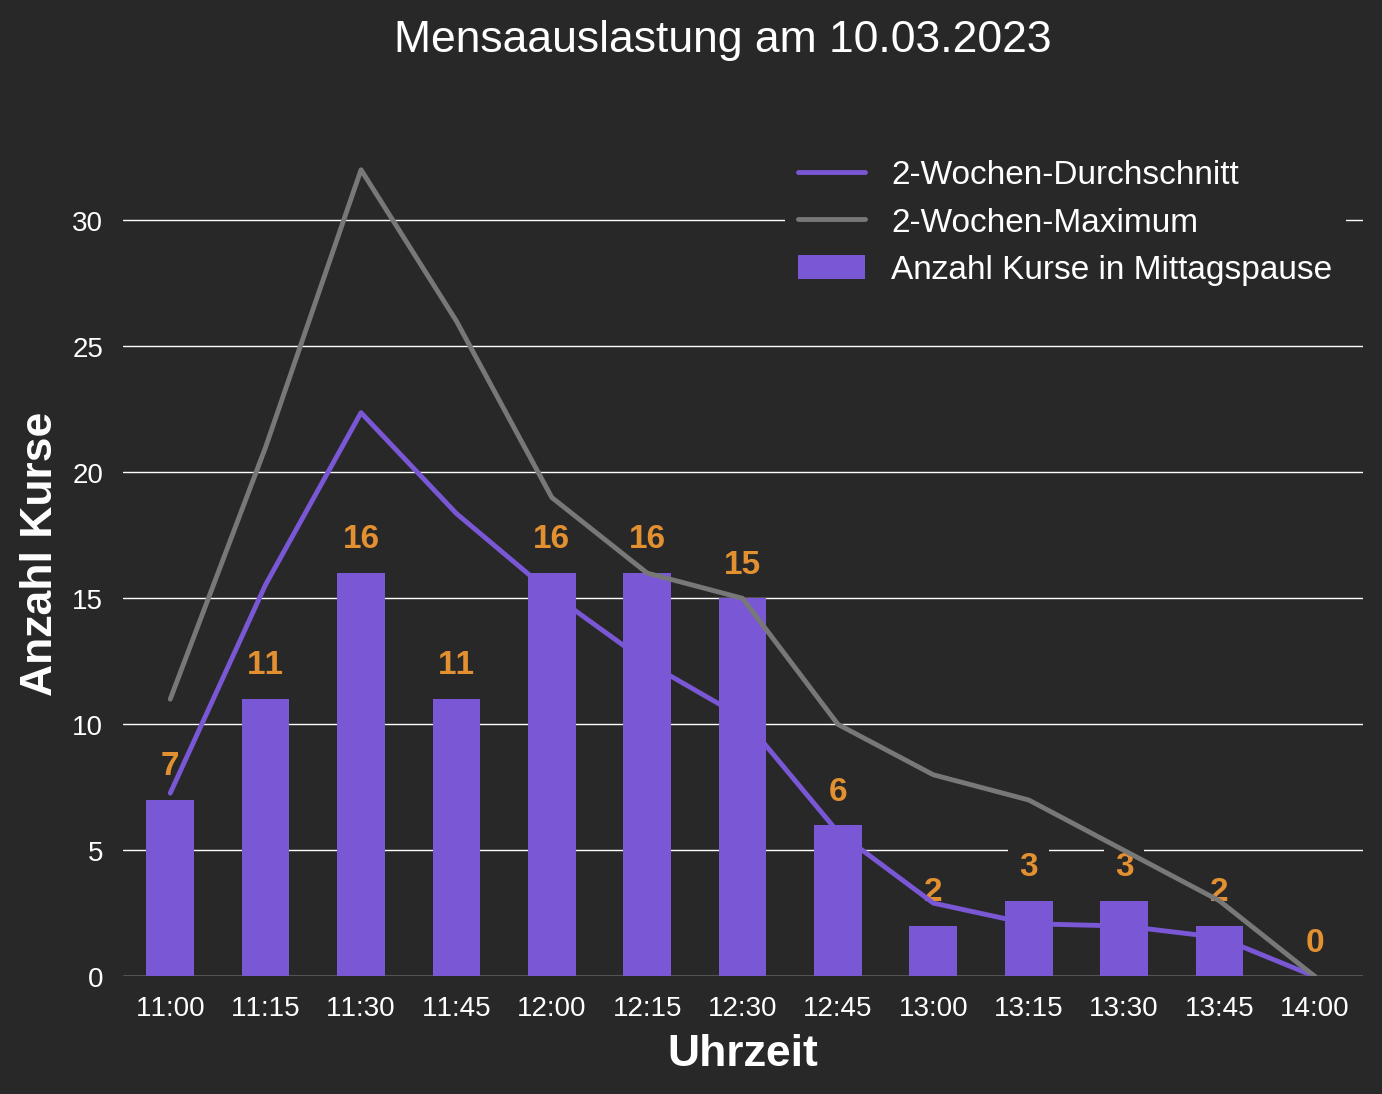 Mensaauslastung am 10.03.2023
2-Wochen-Durchschnitt
2-Wochen-Maximum
Anzahl Kurse in Mittagspause
Anzahl Kurse
30
25
20
15
10
5
0
7
11
16
11
16
16
15
6
2
3
3
2
0
11:00 11:15 11:30 11:45 12:00 12:15 12:30 12:45 13:00 13:15 13:30 13:45 14:00
Uhrzeit